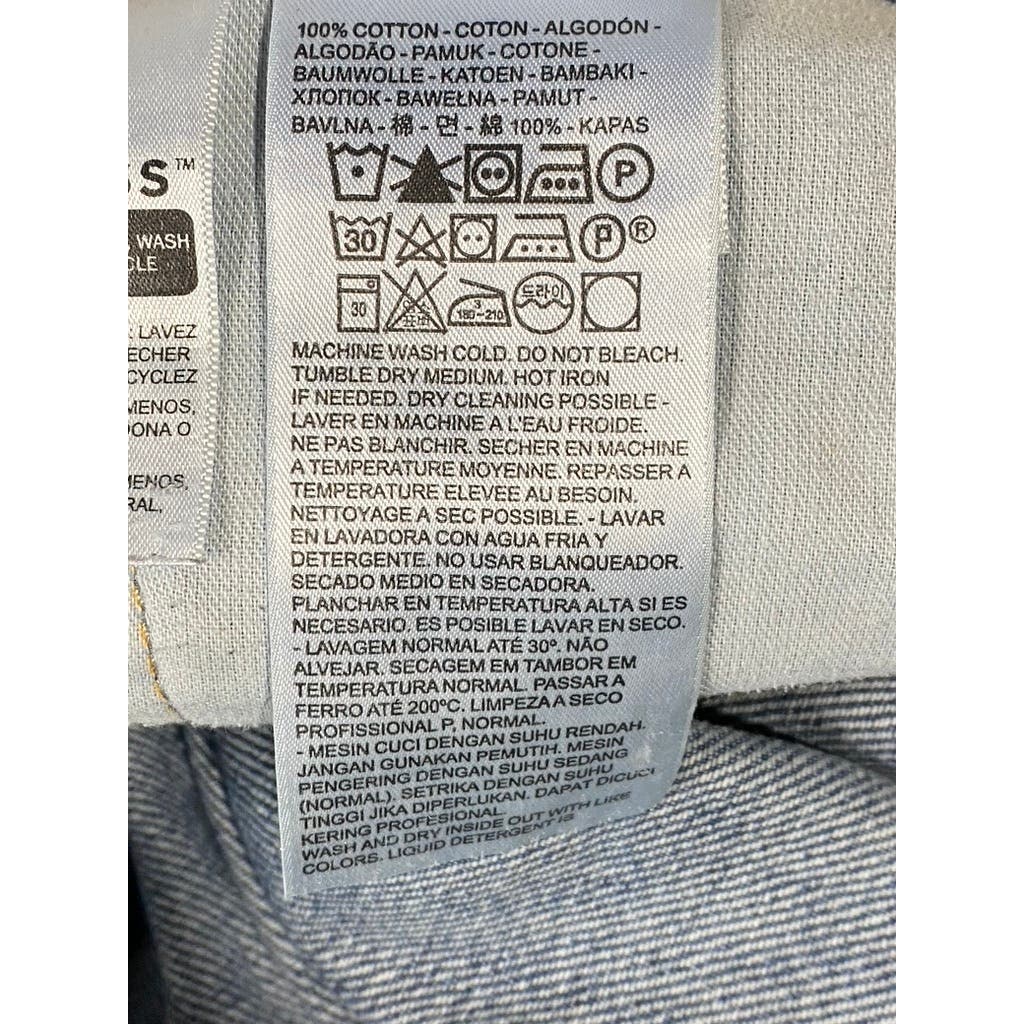 SS™
WASH
CLE
LAVEZ
ECHER
CYCLEZ
MENOS,
DONA O
MENOS,
RAL,
100% COTTON - COTON - ALGODÓN -
ALGODÃO - PAMUK - COTONE -
BAUMWOLLE - KATOEN - BAMBAKI -
ХЛОПОК - BAWEŁNA - PAMUT -
BAVLNA - 棉 - 면 - 綿 100% - KAPAS
P
30 P ®
30 3 180~210 드라이
MACHINE WASH COLD. DO NOT BLEACH.
TUMBLE DRY MEDIUM. HOT IRON
IF NEEDED. DRY CLEANING POSSIBLE -
LAVER EN MACHINE A L'EAU FROIDE.
NE PAS BLANCHIR. SECHER EN MACHINE
A TEMPERATURE MOYENNE. REPASSER A
TEMPERATURE ELEVEE AU BESOIN.
NETTOYAGE A SEC POSSIBLE. - LAVAR
EN LAVADORA CON AGUA FRIA Y
DETERGENTE. NO USAR BLANQUEADOR.
SECADO MEDIO EN SECADORA.
PLANCHAR EN TEMPERATURA ALTA SI ES
NECESARIO. ES POSIBLE LAVAR EN SECO.
- LAVAGEM NORMAL ATÉ 30º. NÃO
ALVEJAR. SECAGEM EM TAMBOR EM
TEMPERATURA NORMAL. PASSAR A
FERRO ATÉ 200ºC. LIMPEZA A SECO
PROFISSIONAL P, NORMAL.
- MESIN CUCI DENGAN SUHU RENDAH.
JANGAN GUNAKAN PEMUTIH. MESIN
PENGERING DENGAN SUHU SEDANG
(NORMAL). SETRIKA DENGAN SUHU
TINGGI JIKA DIPERLUKAN. DAPAT DICUCI
KERING PROFESIONAL.
WASH AND DRY INSIDE OUT WITH LIKE
COLORS. LIQUID DETERGENT IS